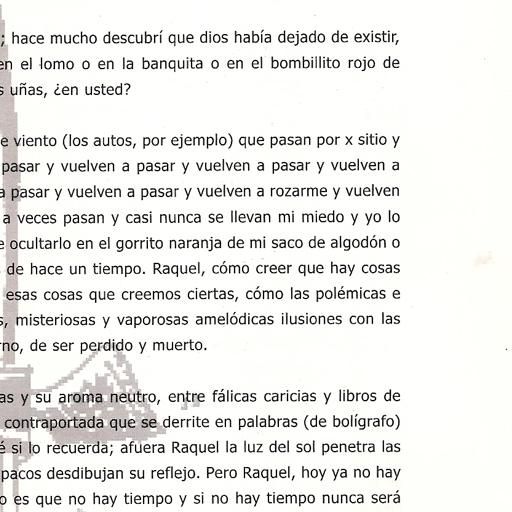 ; hace mucho descubrí que dios había dejado de existir,
en el lomo o en la banquita o en el bombillito rojo de
s uñas, ¿en usted?
e viento (los autos, por ejemplo) que pasan por x sitio y
pasar y vuelven a pasar y vuelven a pasar y vuelven a
a pasar y vuelven a pasar y vuelven a rozarme y vuelven
a veces pasan y casi nunca se llevan mi miedo y yo lo
e ocultarlo en el gorrito naranja de mi saco de algodón o
de hace un tiempo. Raquel, cómo creer que hay cosas
esas cosas que creemos ciertas, cómo las polémicas e
s, misteriosas y vaporosas amelódicas ilusiones con las
rno, de ser perdido y muerto.
as y su aroma neutro, entre fálicas caricias y libros de
contraportada que se derrite en palabras (de bolígrafo)
é si lo recuerda; afuera Raquel la luz del sol penetra las
pacos desdibujan su reflejo. Pero Raquel, hoy ya no hay
o es que no hay tiempo y si no hay tiempo nunca será